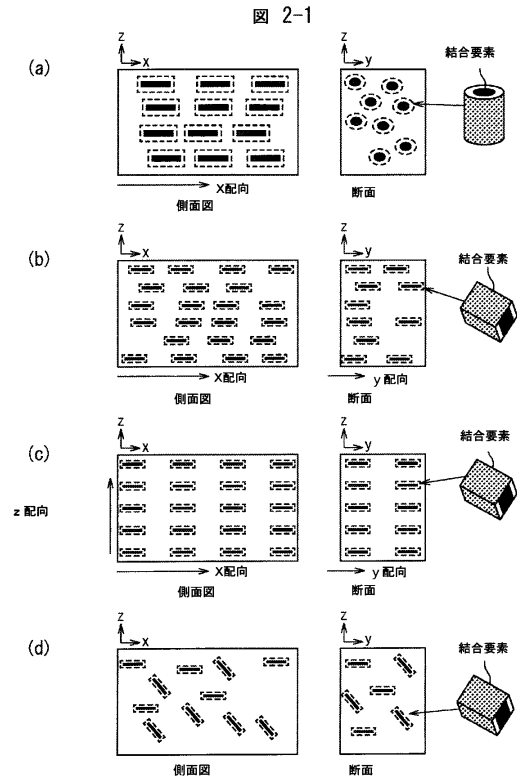 図 2-1
(a)
z
x
X配向
側面図
z
y
断面
結合要素
(b)
z
x
X配向
側面図
z
y
y 配向
断面
結合要素
(c)
z 配向
z
x
X配向
側面図
z
y
y 配向
断面
結合要素
(d)
z
x
側面図
z
y
断面
結合要素